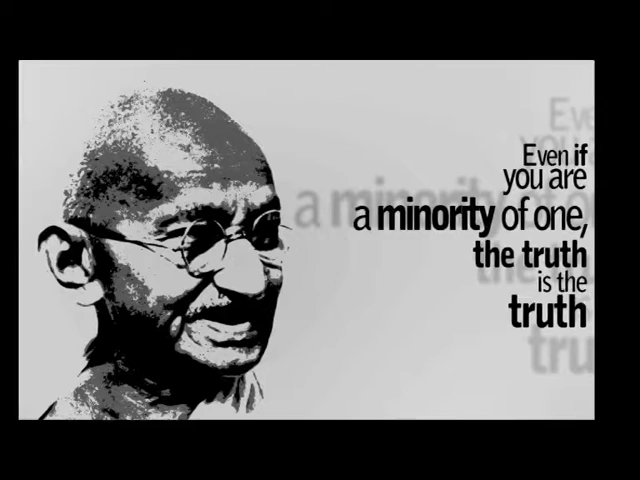 Even if
you are
a minority of one,
the truth
is the
truth